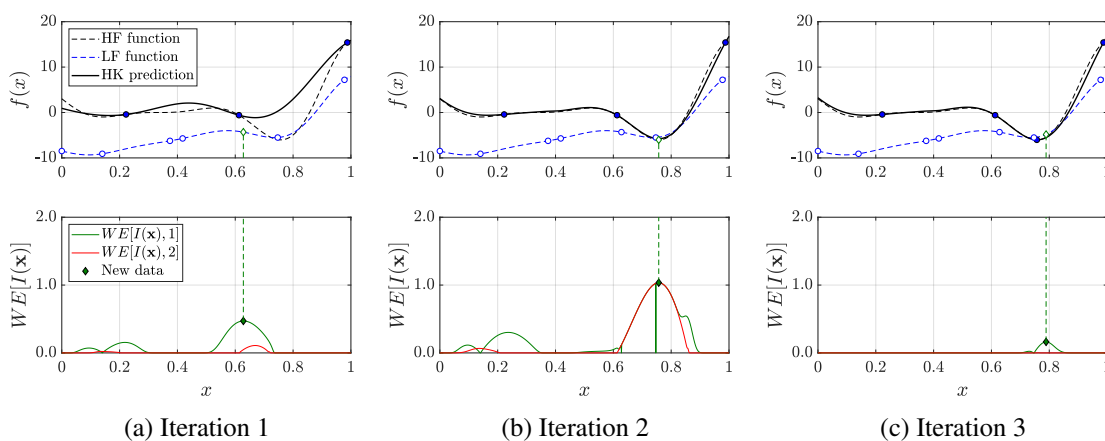 20
10
0
-10
f(x)
HF function
LF function
HK prediction
0 0.2 0.4 0.6 0.8 1
20
10
0
-10
f(x)
0 0.2 0.4 0.6 0.8 1
20
10
0
-10
f(x)
0 0.2 0.4 0.6 0.8 1
2.0
1.0
0.0
WE[I(𝐱)]
WE[I(𝐱), 1]
WE[I(𝐱), 2]
New data
0 0.2 0.4 0.6 0.8 1
x
2.0
1.0
0.0
WE[I(𝐱)]
0 0.2 0.4 0.6 0.8 1
x
2.0
1.0
0.0
WE[I(𝐱)]
0 0.2 0.4 0.6 0.8 1
x
(a) Iteration 1
(b) Iteration 2
(c) Iteration 3